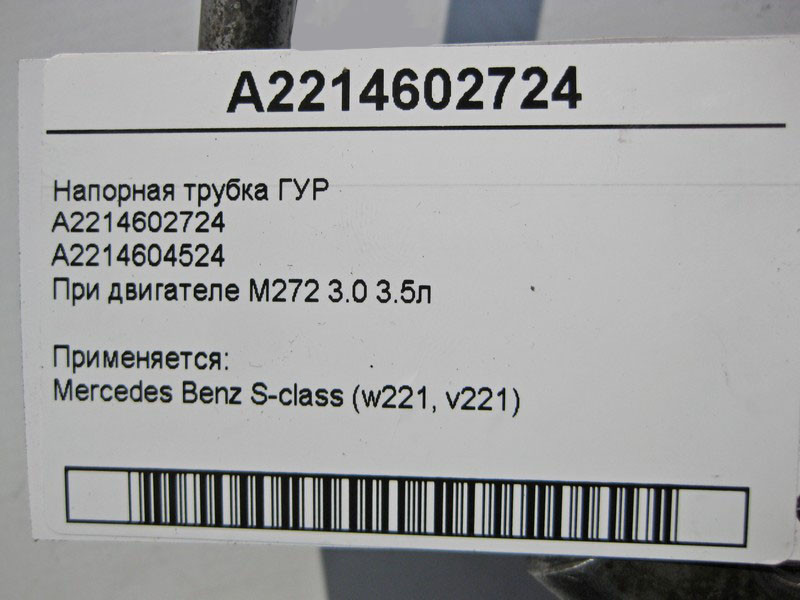 A2214602724
Напорная трубка ГУР
A2214602724
A2214604524
При двигателе M272 3.0 3.5л
Применяется:
Mercedes Benz S-class (w221, v221)